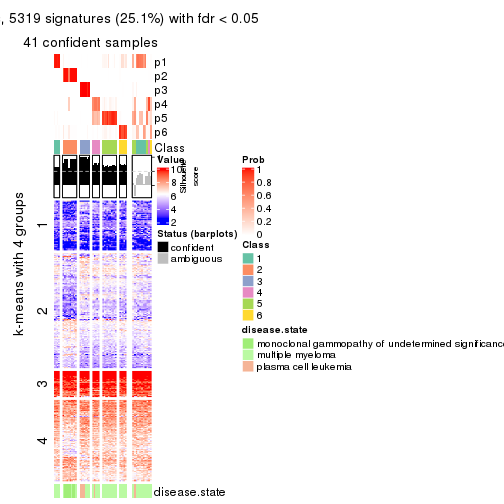 , 5319 signatures (25.1%) with fdr < 0.05
41 confident samples
p1
p2
p3
p4
p5
p6
Class
1
2
3
4
k-means with 4 groups
disease.state
Value
10
8
6
4
2
Silhouette
score
Status (barplots)
confident
ambiguous
Prob
1
0.8
0.6
0.4
0.2
0
Class
1
2
3
4
5
6
disease.state
monoclonal gammopathy of undetermined significance
multiple myeloma
plasma cell leukemia